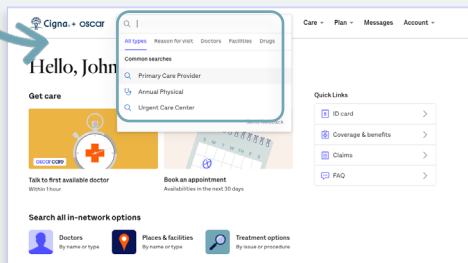 Cigna + oscar
Care Plan Messages Account
All types Reason for visit Doctors Facilities Drugs
Common searches
Primary Care Provider
Annual Physical
Urgent Care Center
Hello, John
Get care
oscar care
Talk to first available doctor
Within 1 hour
Book an appointment
Availabilities in the next 30 days
Quick Links
ID card
Coverage & benefits
Claims
FAQ
Search all in-network options
Doctors
By name or type
Places & facilities
By name or type
Treatment options
By issue or procedure